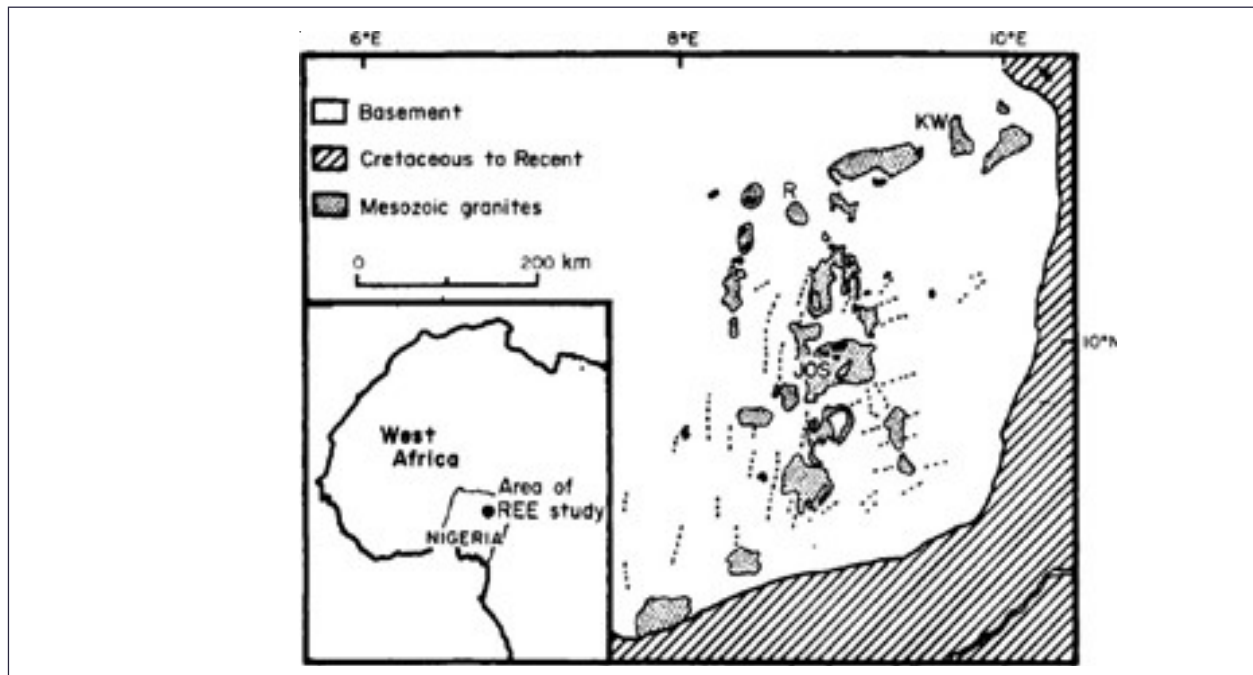 6°E 8°E 10°E
Basement
Cretaceous to Recent
Mesozoic granites
0 200 km
KW
R
JOS
10°N
West
Africa
Area of
REE study
NIGERIA